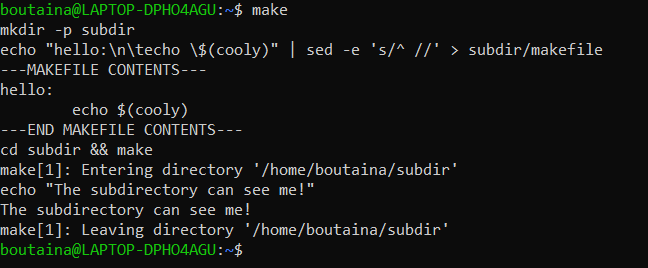 boutaina@LAPTOP-DPHO4AGU:~$ make
mkdir -p subdir
echo "hello:\n\techo \$(cooly)" | sed -e 's/^ //' > subdir/makefile
---MAKEFILE CONTENTS---
hello:
        echo $(cooly)
---END MAKEFILE CONTENTS---
cd subdir && make
make[1]: Entering directory '/home/boutaina/subdir'
echo "The subdirectory can see me!"
The subdirectory can see me!
make[1]: Leaving directory '/home/boutaina/subdir'
boutaina@LAPTOP-DPHO4AGU:~$